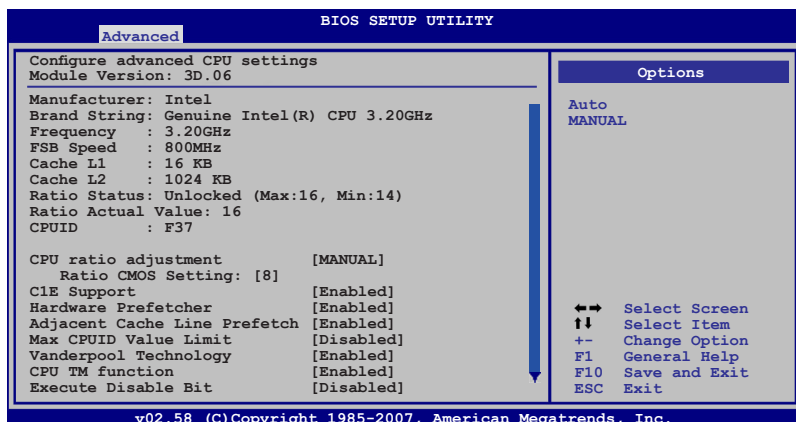 BIOS SETUP UTILITY
Advanced
Configure advanced CPU settings
Module Version: 3D.06
Manufacturer: Intel
Brand String: Genuine Intel(R) CPU 3.20GHz
Frequency : 3.20GHz
FSB Speed : 800MHz
Cache L1 : 16 KB
Cache L2 : 1024 KB
Ratio Status: Unlocked (Max:16, Min:14)
Ratio Actual Value: 16
CPUID : F37
CPU ratio adjustment [MANUAL]
Ratio CMOS Setting: [8]
C1E Support [Enabled]
Hardware Prefetcher [Enabled]
Adjacent Cache Line Prefetch [Enabled]
Max CPUID Value Limit [Disabled]
Vanderpool Technology [Enabled]
CPU TM function [Enabled]
Execute Disable Bit [Disabled]
Options
Auto
MANUAL
←→ Select Screen
↑↓ Select Item
+- Change Option
F1 General Help
F10 Save and Exit
ESC Exit
v02.58 (C)Copyright 1985-2007, American Megatrends, Inc.